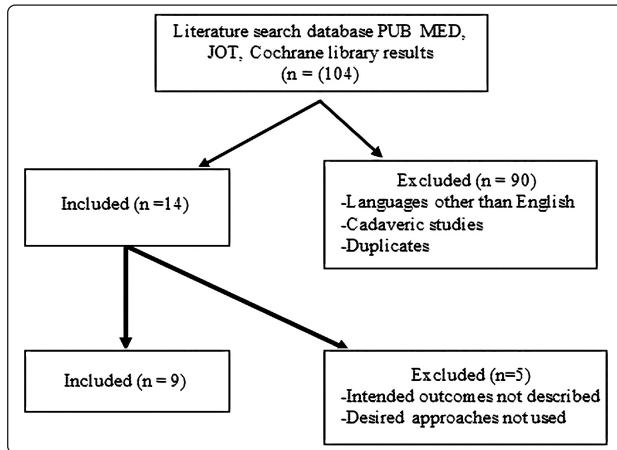 Literature search database PUB MED,
JOT, Cochrane library results
(n = (104)
Included (n =14)
Excluded (n = 90)
-Languages other than English
-Cadaveric studies
-Duplicates
Included (n = 9)
Excluded (n=5)
-Intended outcomes not described
-Desired approaches not used